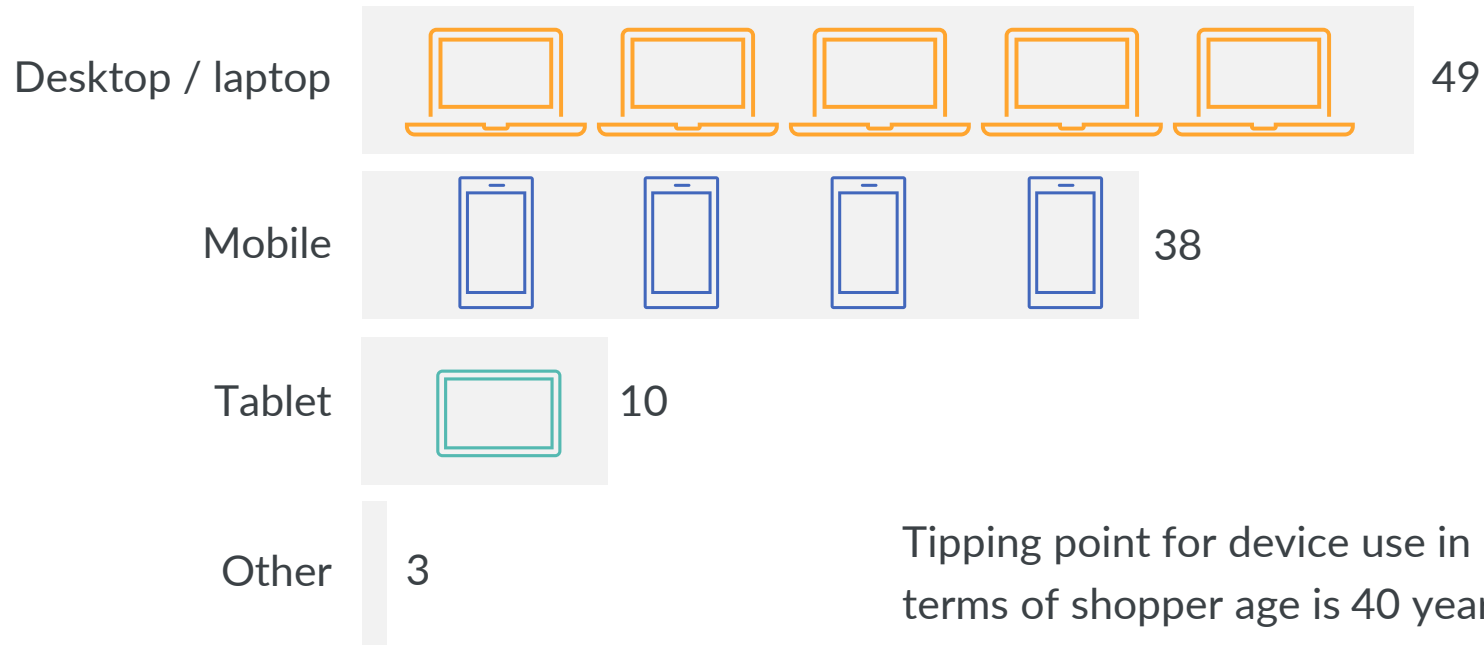 Desktop / laptop 49
Mobile 38
Tablet 10
Other 3
Tipping point for device use in
terms of shopper age is 40